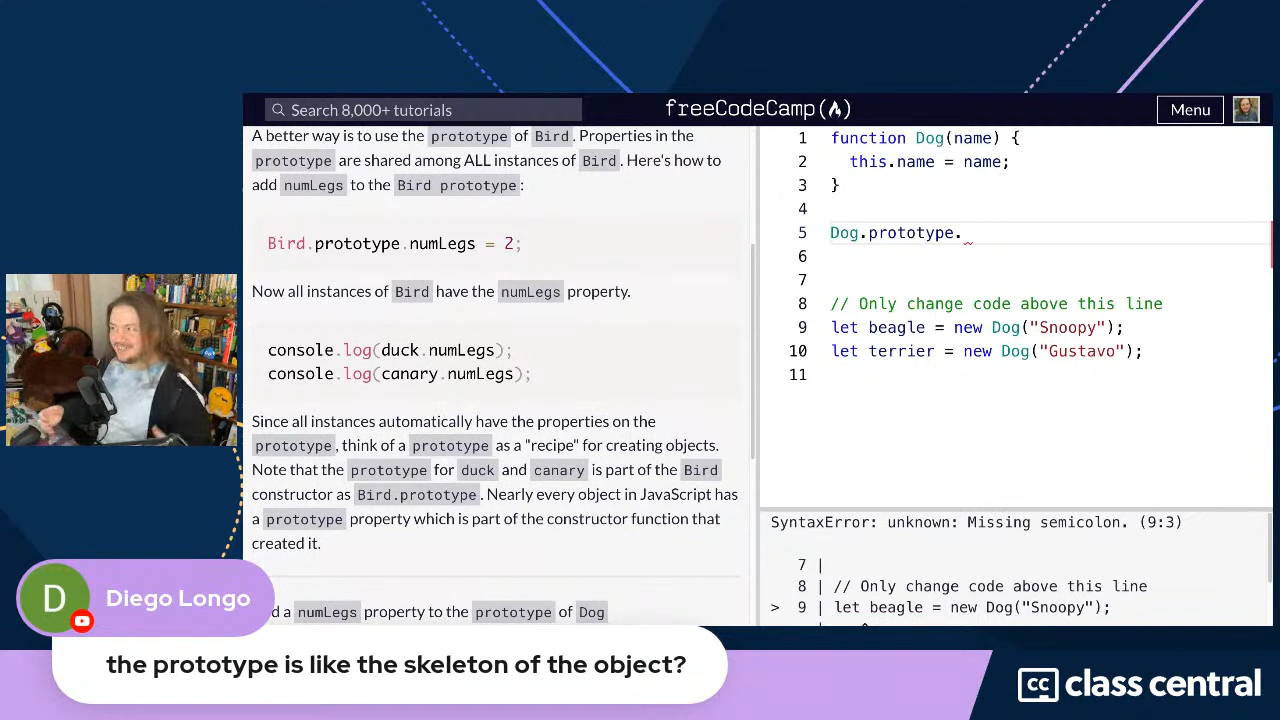 Search 8,000+ tutorials
freeCodeCamp
Menu
A better way is to use the prototype of Bird. Properties in the
prototype are shared among ALL instances of Bird. Here's how to
add numLegs to the Bird prototype:
Bird.prototype.numLegs = 2;
Now all instances of Bird have the numLegs property.
console.log(duck.numLegs);
console.log(canary.numLegs);
Since all instances automatically have the properties on the
prototype, think of a prototype as a "recipe" for creating objects.
Note that the prototype for duck and canary is part of the Bird
constructor as Bird.prototype. Nearly every object in JavaScript has
a prototype property which is part of the constructor function that
created it.
a numLegs property to the prototype of Dog
1 function Dog(name) {
2 this.name = name;
3 }
4
5 Dog.prototype.
6
7
8 // Only change code above this line
9 let beagle = new Dog("Snoopy");
10 let terrier = new Dog("Gustavo");
11
SyntaxError: unknown: Missing semicolon. (9:3)
7 |
8 | // Only change code above this line
> 9 | let beagle = new Dog("Snoopy");
| ^
D
Diego Longo
the prototype is like the skeleton of the object?
cc class central